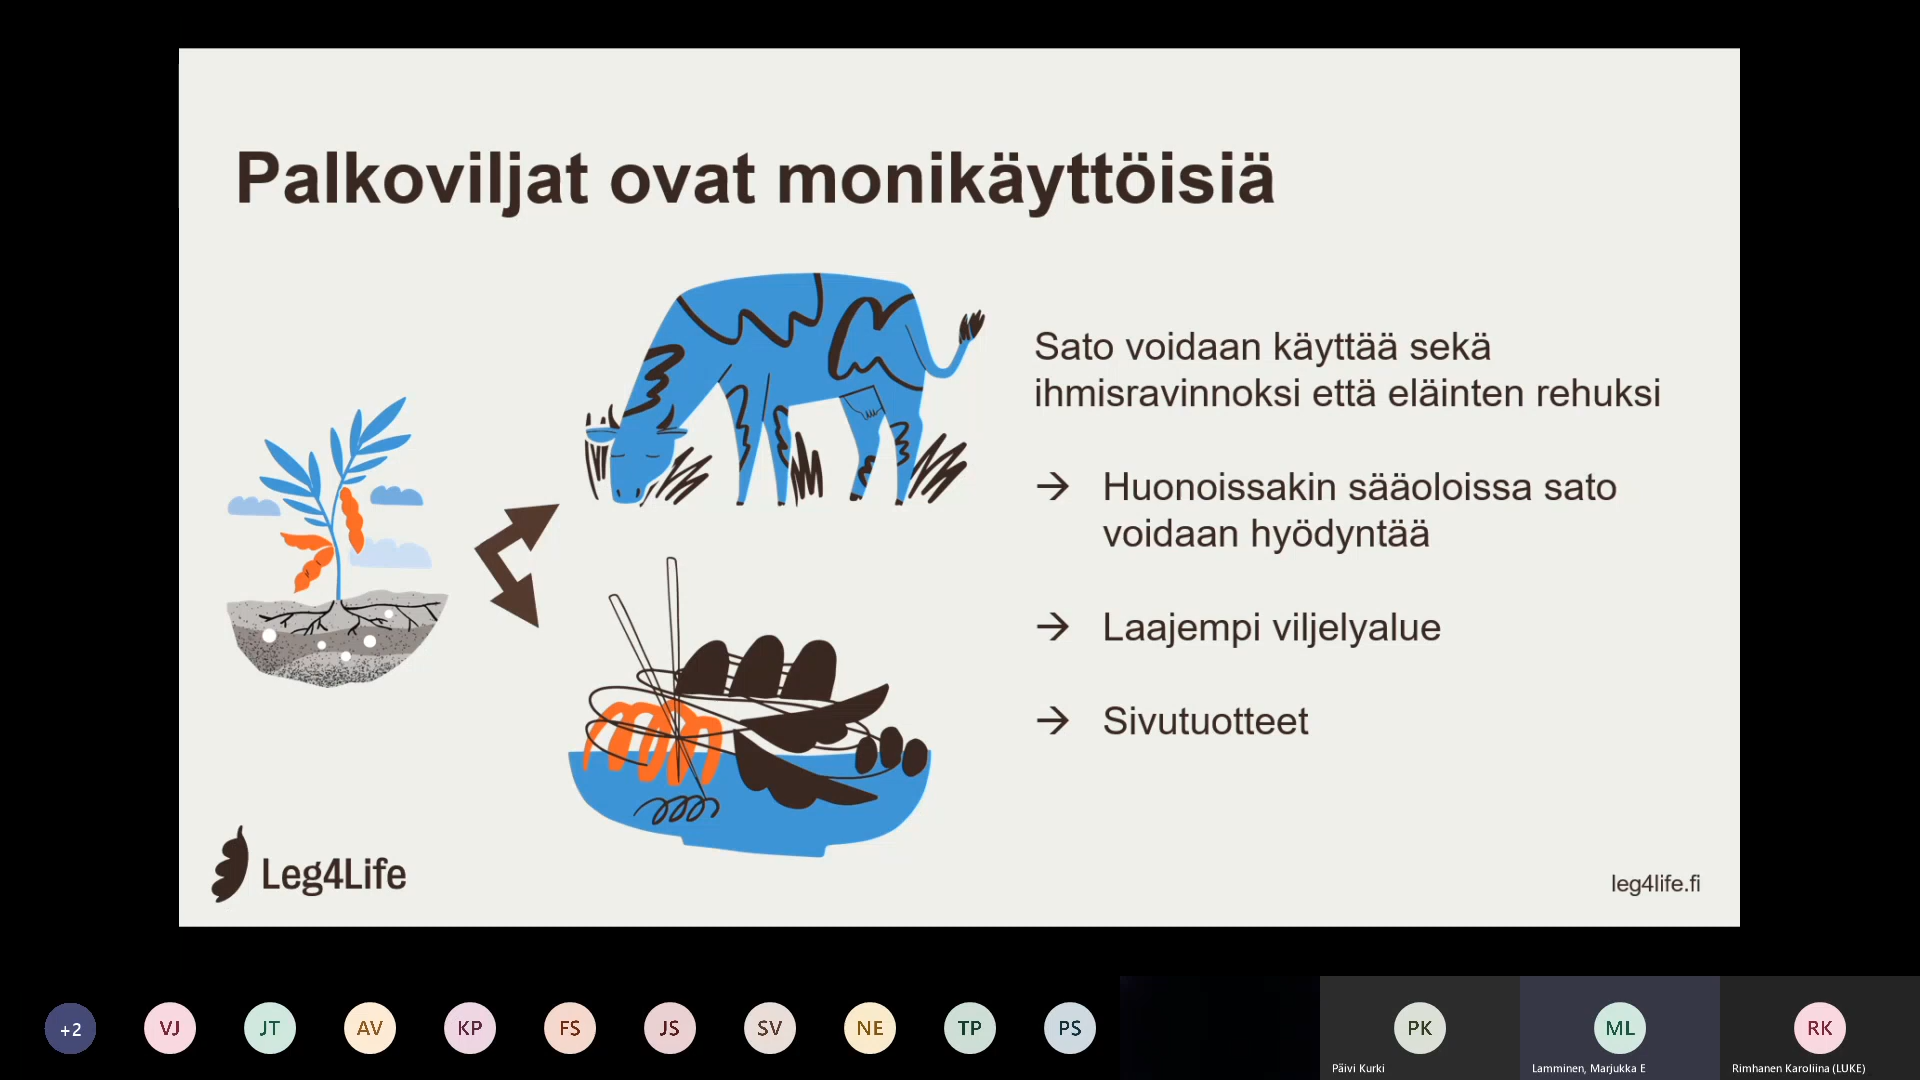 Palkoviljat ovat monikäyttöisiä
Sato voidaan käyttää sekä
ihmisravinnoksi että eläinten rehuksi
→ Huonoissakin sääoloissa sato
voidaan hyödyntää
→ Laajempi viljelyalue
→ Sivutuotteet
Leg4Life
leg4life.fi
+2 VJ JT AV KP FS JS SV NE TP PS PK ML RK
Päivi Kurki Lamminen, Marjukka E Rimhanen Karoliina (LUKE)